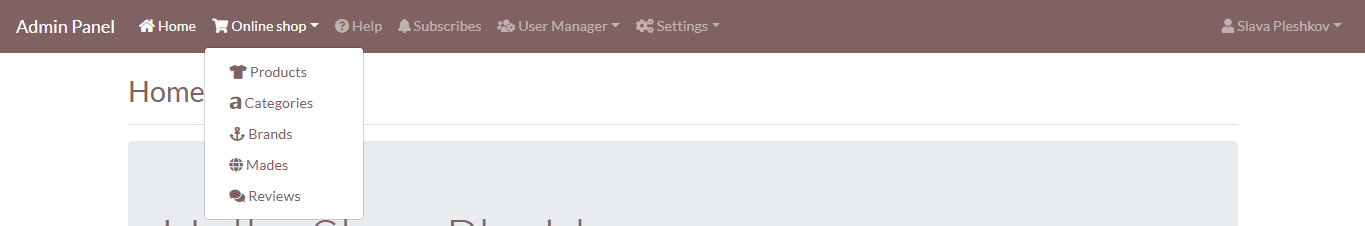 Admin Panel Home Online shop Help Subscribes User Manager Settings Slava Pleshkov
Products
Home
Categories
Brands
Mades
Reviews